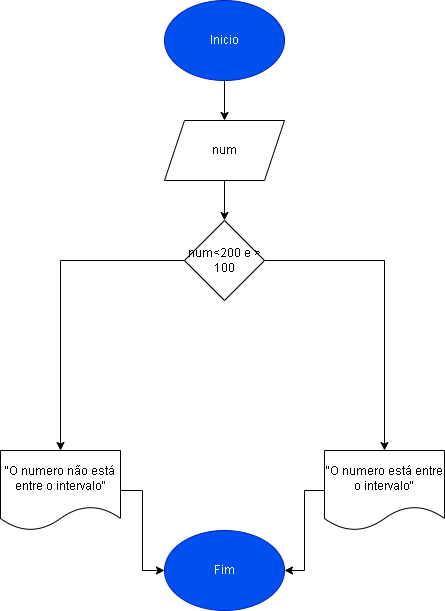 Inicio
num
num<200 e >
100
"O numero não está
entre o intervalo"
"O numero está entre
o intervalo"
Fim